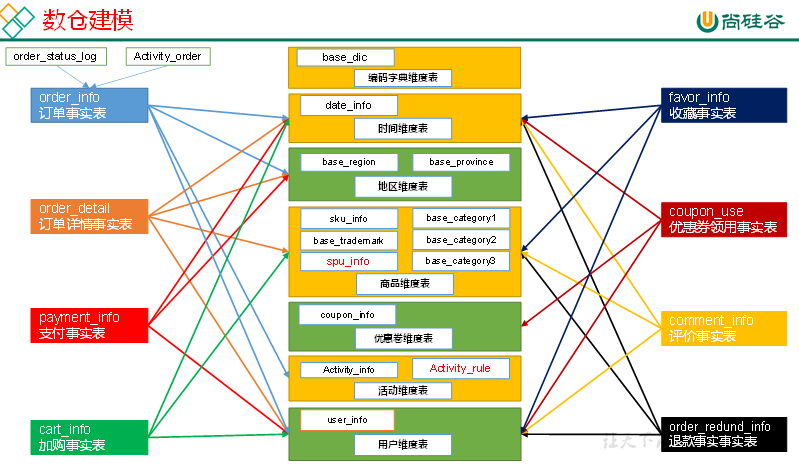 数仓建模
尚硅谷
order_status_log
Activity_order
order_info
订单事实表
order_detail
订单详情事实表
payment_info
支付事实表
cart_info
加购事实表
base_dic
编码字典维度表
date_info
时间维度表
base_region
base_province
地区维度表
sku_info
base_category1
base_trademark
base_category2
spu_info
base_category3
商品维度表
coupon_info
优惠卷维度表
Activity_info
Activity_rule
活动维度表
user_info
用户维度表
favor_info
收藏事实表
coupon_use
优惠券领用事实表
comment_info
评价事实表
order_redund_info
退款事实事实表
让天下